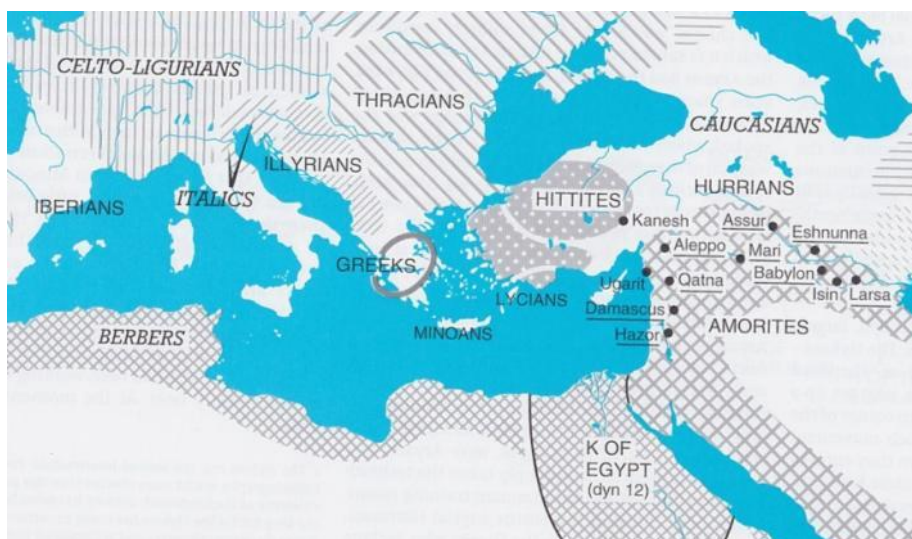 CELTO-LIGURIANS
THRACIANS
CAUCASIANS
ILLYRIANS
ITALICS
IBERIANS
HITTITES
HURRIANS
Kanesh
Assur
Eshnunna
Aleppo
Mari
GREEKS
Babylon
Ugarit
Qatna
Isin
Larsa
LYCIANS
Damascus
MINOANS
AMORITES
BERBERS
Hazor
K OF
EGYPT
(dyn 12)